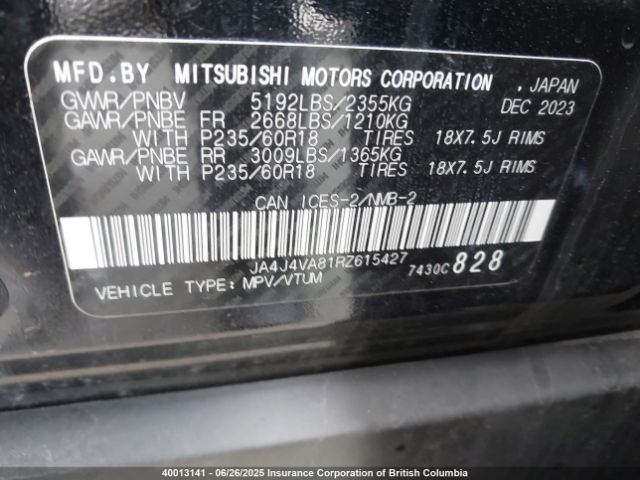 MFD.BY MITSUBISHI MOTORS CORPORATION . JAPAN
GVWR/PNBV 5192LBS/2355KG DEC 2023
GAWR/PNBE FR 2668LBS/1210KG
WITH P235/60R18 TIRES 18X7.5J RIMS
GAWR/PNBE RR 3009LBS/1365KG
WITH P235/60R18 TIRES 18X7.5J RIMS
CAN ICES-2/NMB-2
JA4J4VA81RZ615427 7430C 828
VEHICLE TYPE: MPV/VTUM
40013141 - 06/26/2025 Insurance Corporation of British Columbia